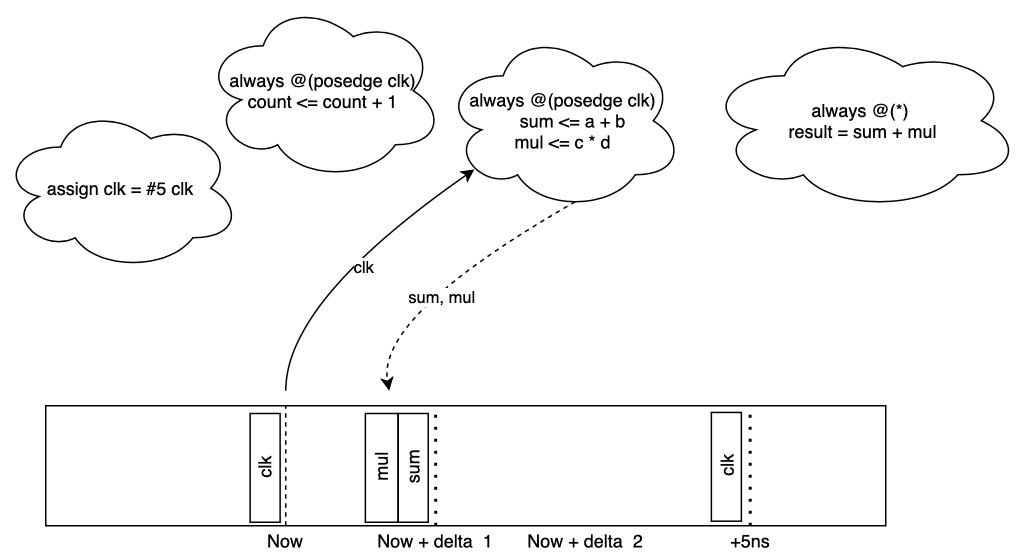 always @(posedge clk)
count <= count + 1
always @(posedge clk)
sum <= a + b
mul <= c * d
always @(*)
result = sum + mul
assign clk = #5 clk
clk
sum, mul
clk
mul
sum
clk
Now
Now + delta 1
Now + delta 2
+5ns